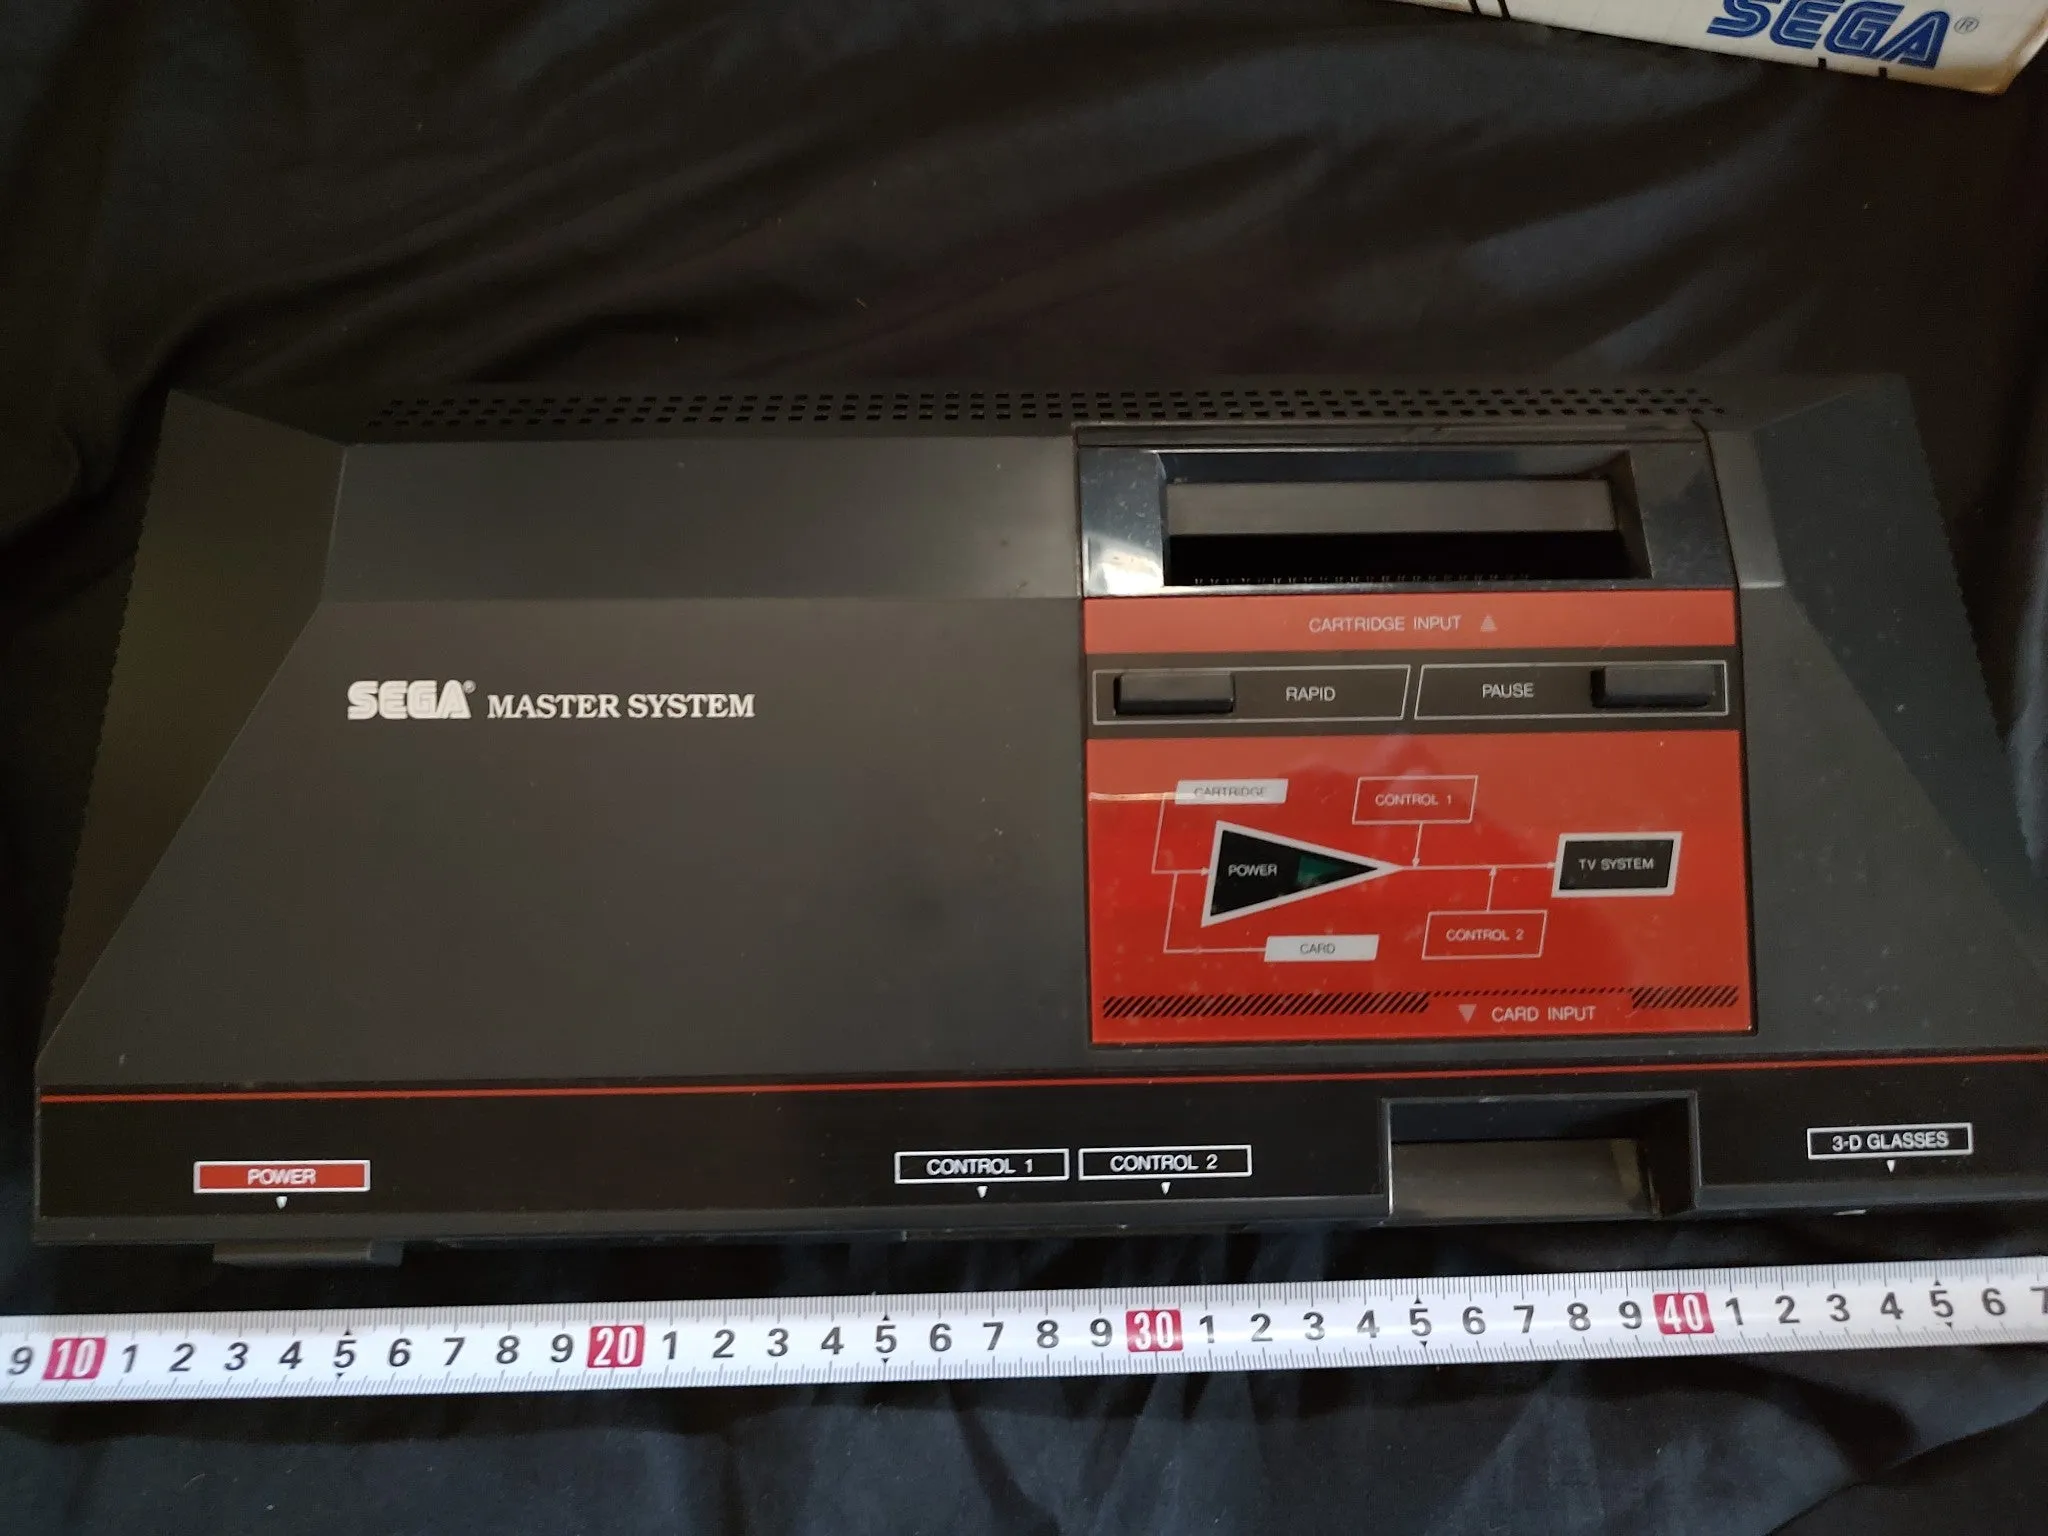 SEGA®
CARTRIDGE INPUT ▲
RAPID
PAUSE
SEGA® MASTER SYSTEM
CARTRIDGE
CONTROL 1
POWER
TV SYSTEM
CONTROL 2
CARD
▼ CARD INPUT
POWER
CONTROL 1
CONTROL 2
3-D GLASSES
9 10 1 2 3 4 5 6 7 8 9 20 1 2 3 4 5 6 7 8 9 30 1 2 3 4 5 6 7 8 9 40 1 2 3 4 5 6 7